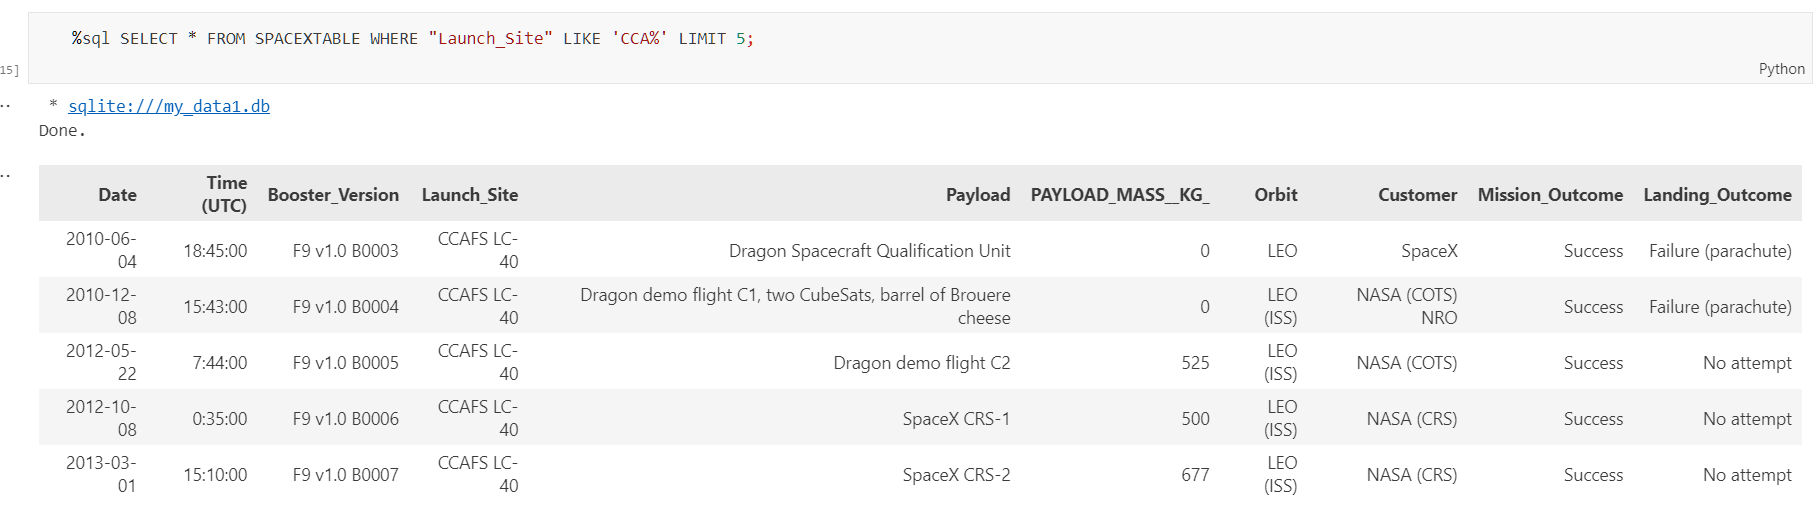 %sql SELECT * FROM SPACEXTABLE WHERE "Launch_Site" LIKE 'CCA%' LIMIT 5;
15]
Python
.. * sqlite:///my_data1.db
Done.
..
Date Time (UTC) Booster_Version Launch_Site Payload PAYLOAD_MASS__KG_ Orbit Customer Mission_Outcome Landing_Outcome
2010-06-04 18:45:00 F9 v1.0 B0003 CCAFS LC-40 Dragon Spacecraft Qualification Unit 0 LEO SpaceX Success Failure (parachute)
2010-12-08 15:43:00 F9 v1.0 B0004 CCAFS LC-40 Dragon demo flight C1, two CubeSats, barrel of Brouere cheese 0 LEO (ISS) NASA (COTS) NRO Success Failure (parachute)
2012-05-22 7:44:00 F9 v1.0 B0005 CCAFS LC-40 Dragon demo flight C2 525 LEO (ISS) NASA (COTS) Success No attempt
2012-10-08 0:35:00 F9 v1.0 B0006 CCAFS LC-40 SpaceX CRS-1 500 LEO (ISS) NASA (CRS) Success No attempt
2013-03-01 15:10:00 F9 v1.0 B0007 CCAFS LC-40 SpaceX CRS-2 677 LEO (ISS) NASA (CRS) Success No attempt